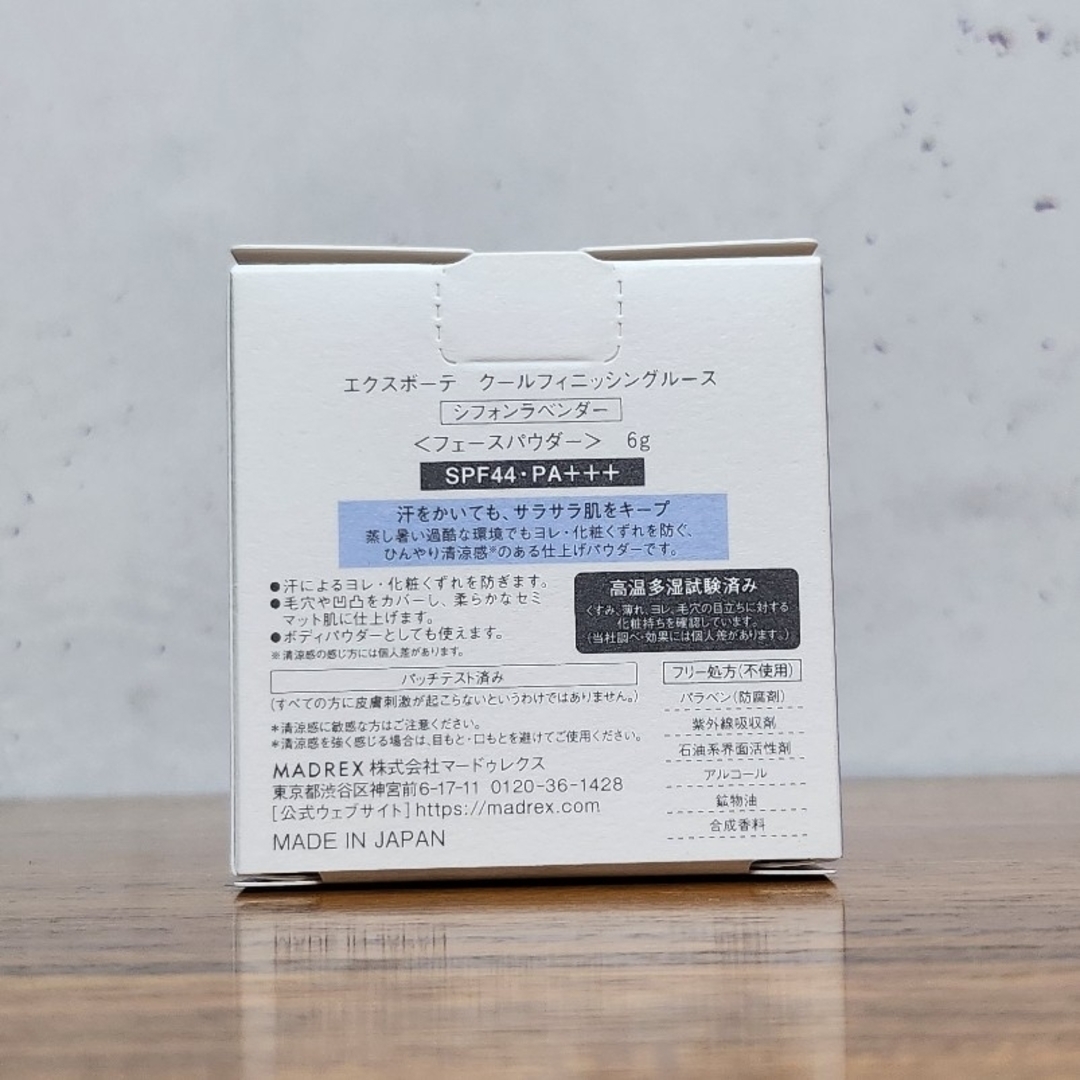 エクスボーテ　クールフィニッシングルース
シフォンラベンダー
＜フェースパウダー＞　6g
SPF44・PA+++
汗をかいても、サラサラ肌をキープ
蒸し暑い過酷な環境でもヨレ・化粧くずれを防ぐ、
ひんやり清涼感※のある仕上げパウダーです。
●汗によるヨレ・化粧くずれを防ぎます。
●毛穴や凹凸をカバーし、柔らかなセミ
マット肌に仕上げます。
●ボディパウダーとしても使えます。
※清涼感の感じ方には個人差があります。
高温多湿試験済み
くすみ、薄れ、ヨレ、毛穴の目立ちに対する
化粧持ちを確認しています。
（当社調べ・効果には個人差があります。）
パッチテスト済み
(すべての方に皮膚刺激が起こらないというわけではありません。)
＊清涼感に敏感な方はご注意ください。
＊清涼感を強く感じる場合は、目もと・口もとを避けてご使用ください。
MADREX 株式会社マードゥレクス
東京都渋谷区神宮前6-17-11 0120-36-1428
[公式ウェブサイト] https://madrex.com
MADE IN JAPAN
フリー処方（不使用）
パラベン（防腐剤）
紫外線吸収剤
石油系界面活性剤
アルコール
鉱物油
合成香料